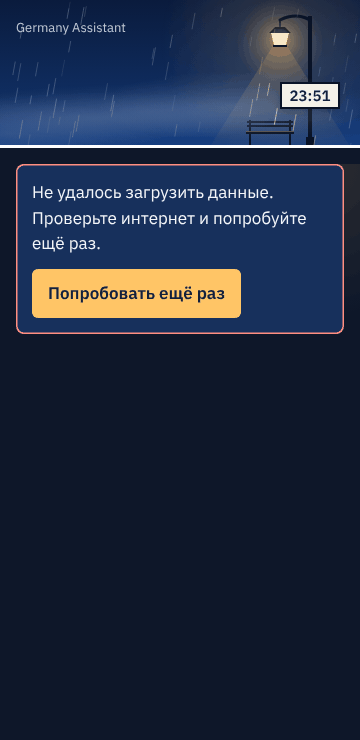 Germany Assistant
23:51
Не удалось загрузить данные.
Проверьте интернет и попробуйте
ещё раз.
Попробовать ещё раз